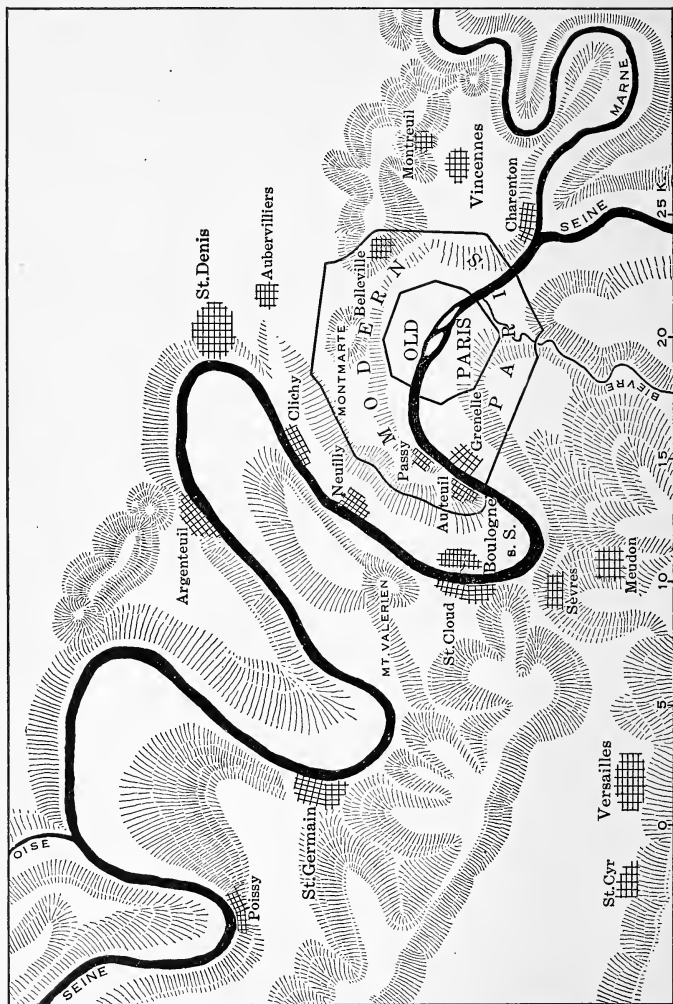 OISE
SEINE
Poissy
St.Germain
Argenteuil
St.Denis
Aubervilliers
Clichy
Neuilly
MONTMARTE
Belleville
MODERN
PARIS
OLD
PARIS
Passy
Grenelle
Auteuil
Boulogne
s. S.
St.Cloud
MT. VALERIEN
Sèvres
Meudon
Versailles
St.Cyr
Montreuil
Vincennes
Charenton
MARNE
SEINE
BIÈVRE
0 5 10 15 20 25 K.